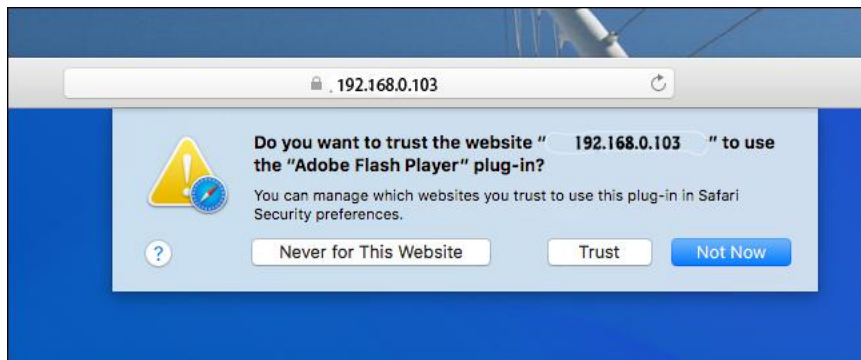 192.168.0.103
Do you want to trust the website " 192.168.0.103 " to use
the "Adobe Flash Player" plug-in?
You can manage which websites you trust to use this plug-in in Safari
Security preferences.
?
Never for This Website
Trust
Not Now